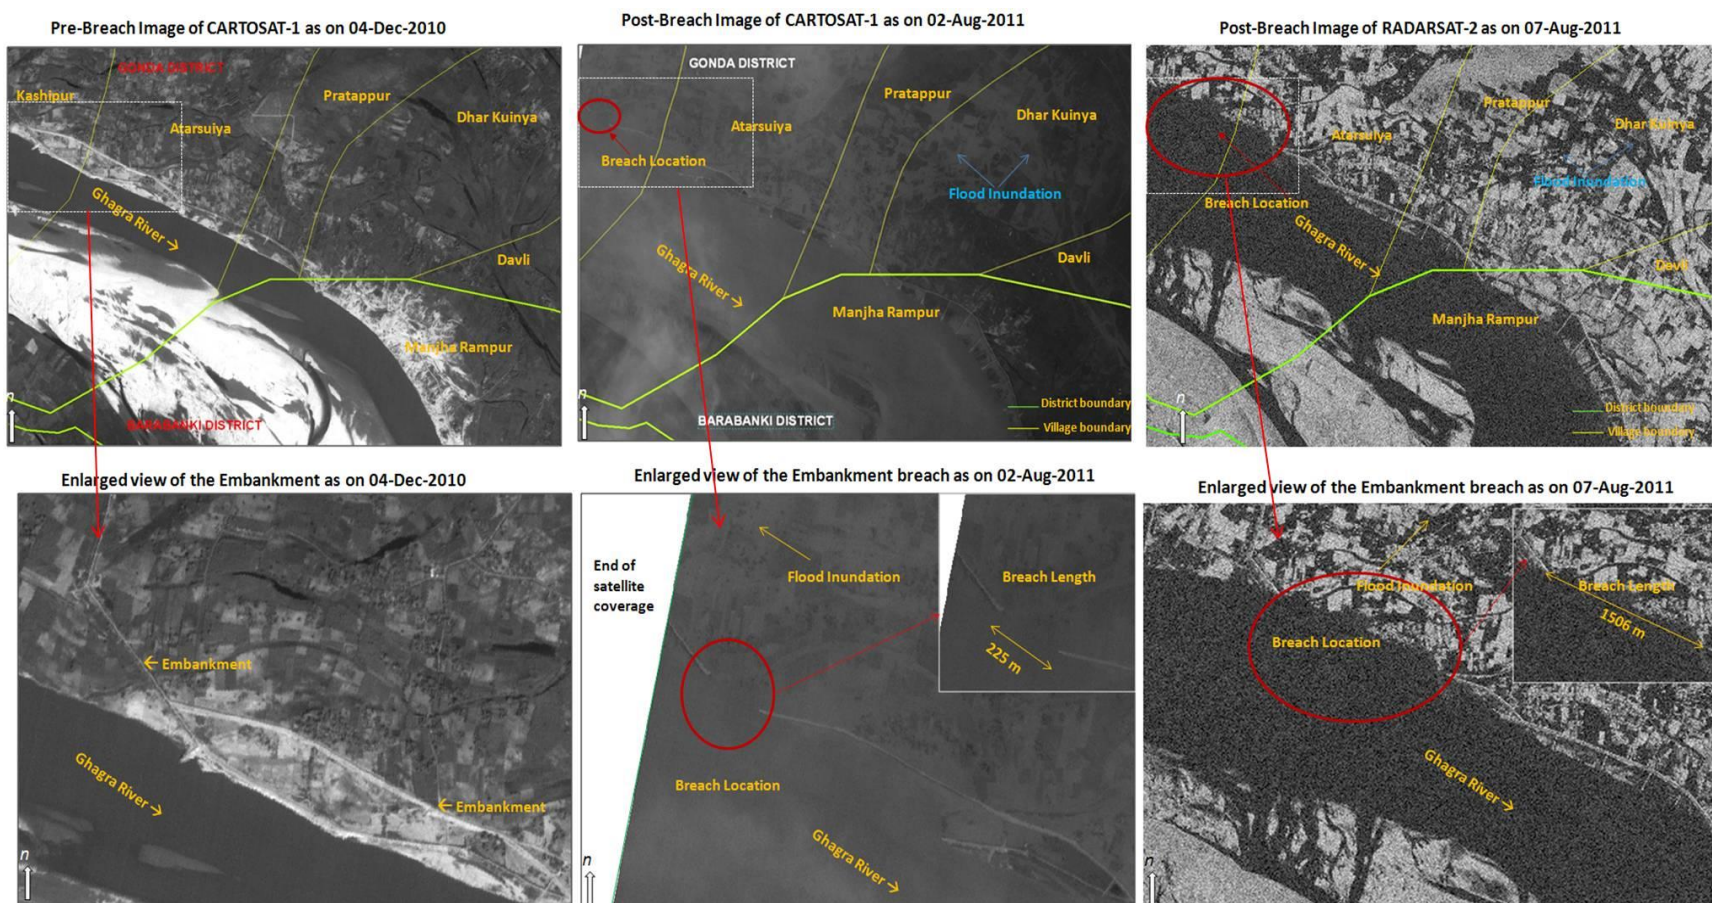 Pre-Breach Image of CARTOSAT-1 as on 04-Dec-2010
GONDA DISTRICT
Kashipur
Pratappur
Atarsuiya
Dhar Kuinya
Ghagra River →
Davli
Manjha Rampur
n
BARABANKI DISTRICT
Post-Breach Image of CARTOSAT-1 as on 02-Aug-2011
GONDA DISTRICT
Pratappur
Dhar Kuinya
Atarsuiya
Breach Location
Flood Inundation
Ghagra River →
Davli
Manjha Rampur
n
District boundary
BARABANKI DISTRICT
Village boundary
Post-Breach Image of RADARSAT-2 as on 07-Aug-2011
Pratappur
Dhar Kuinya
Atarsuiya
Flood Inundation
Breach Location
Ghagra River →
Davli
Manjha Rampur
n
District boundary
Village boundary
Enlarged view of the Embankment as on 04-Dec-2010
← Embankment
Ghagra River →
← Embankment
n
Enlarged view of the Embankment breach as on 02-Aug-2011
End of
satellite
coverage
Flood Inundation
Breach Length
225 m
Breach Location
Ghagra River →
n
Enlarged view of the Embankment breach as on 07-Aug-2011
Flood Inundation
Breach Length
1506 m
Breach Location
Ghagra River →
n